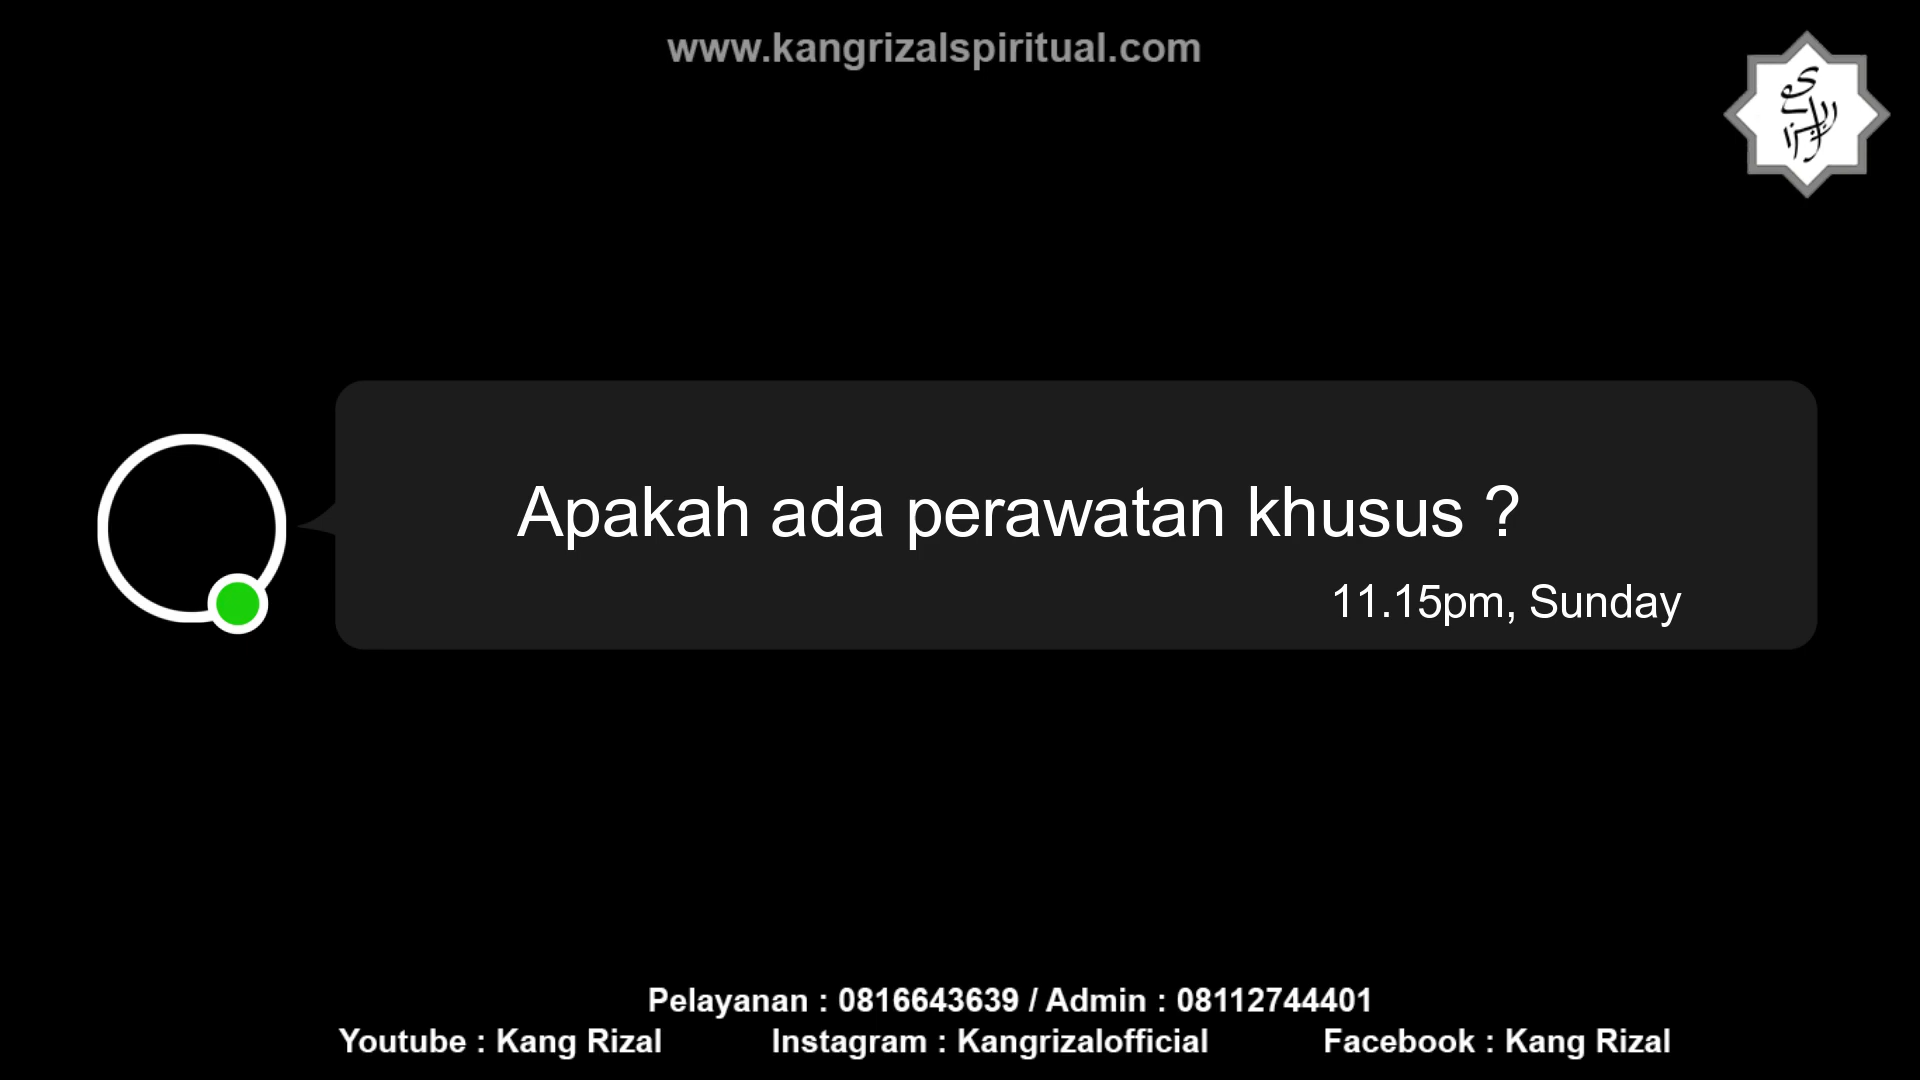 www.kangrizalspiritual.com
Apakah ada perawatan khusus ?
11.15pm, Sunday
Pelayanan : 0816643639 / Admin : 08112744401
Youtube : Kang Rizal Instagram : Kangrizalofficial Facebook : Kang Rizal